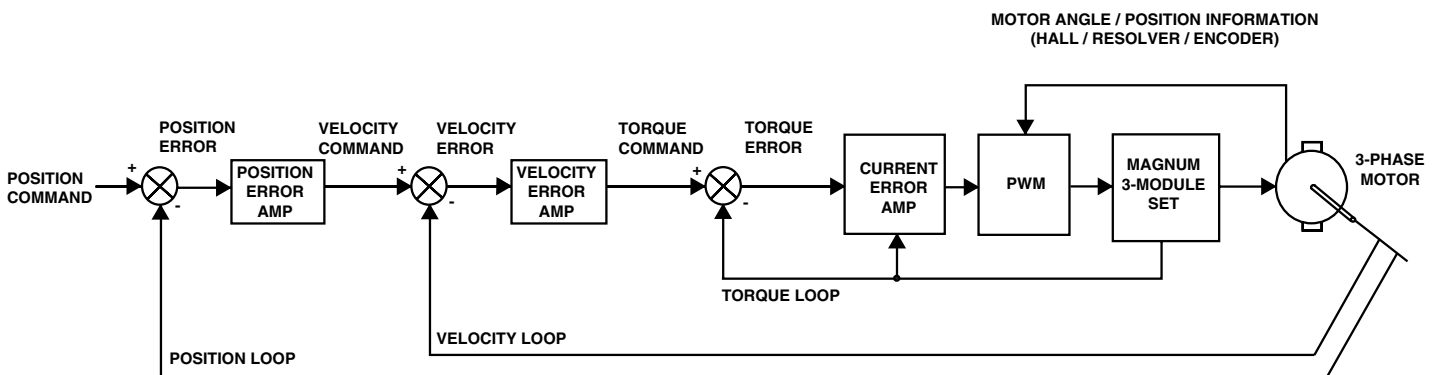 MOTOR ANGLE / POSITION INFORMATION
(HALL / RESOLVER / ENCODER)
POSITION
ERROR
VELOCITY
COMMAND
VELOCITY
ERROR
TORQUE
COMMAND
TORQUE
ERROR
POSITION
COMMAND
+
-
POSITION
ERROR
AMP
+
-
VELOCITY
ERROR
AMP
+
-
CURRENT
ERROR
AMP
PWM
MAGNUM
3-MODULE
SET
3-PHASE
MOTOR
TORQUE LOOP
VELOCITY LOOP
POSITION LOOP